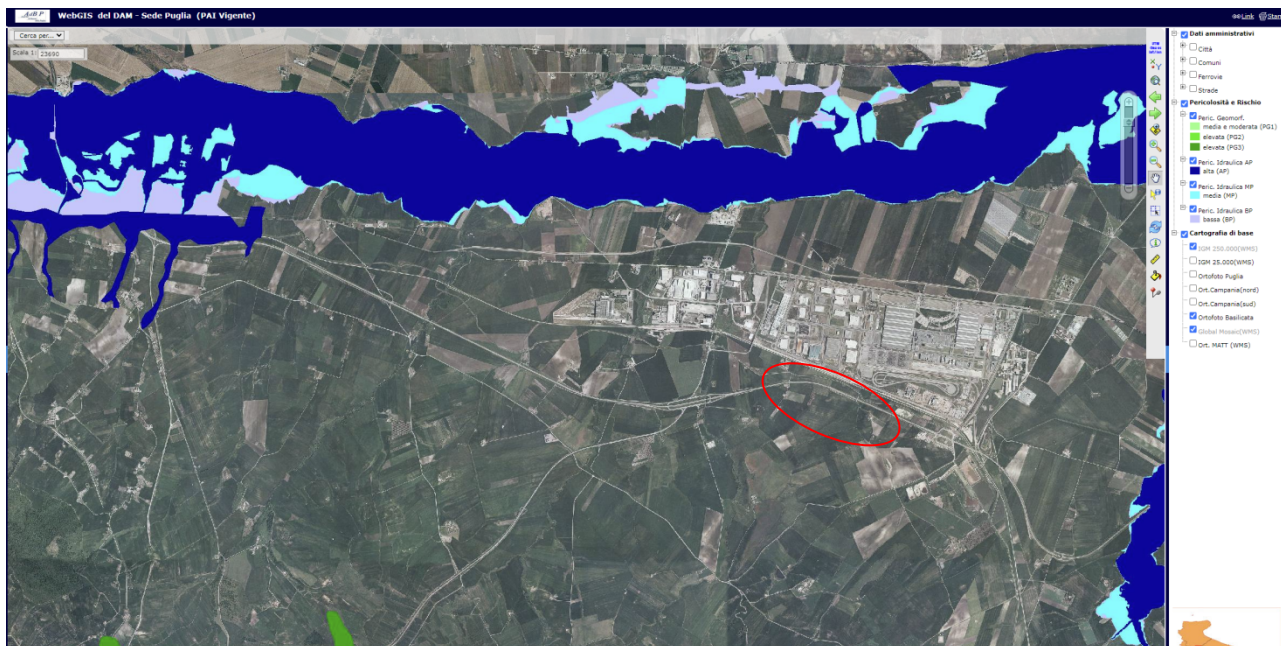 AdB P
WebGIS del DAM - Sede Puglia (PAI Vigente)
Link
Cerca per...
Scala 1: 23690
Dati amministrativi
Città
Comuni
Ferrovie
Strade
Pericolosità e Rischio
Peric. Geomorf.
media e moderata (PG1)
elevata (PG2)
elevata (PG3)
Peric. Idraulica AP
alta (AP)
Peric. Idraulica MP
media (MP)
Peric. Idraulica BP
bassa (BP)
Cartografia di base
IGM 250.000(WMS)
IGM 25.000(WMS)
Ortofoto Puglia
Ort.Campania(nord)
Ort.Campania(sud)
Ortofoto Basilicata
Global Mosaic(WMS)
Ort. MATT (WMS)